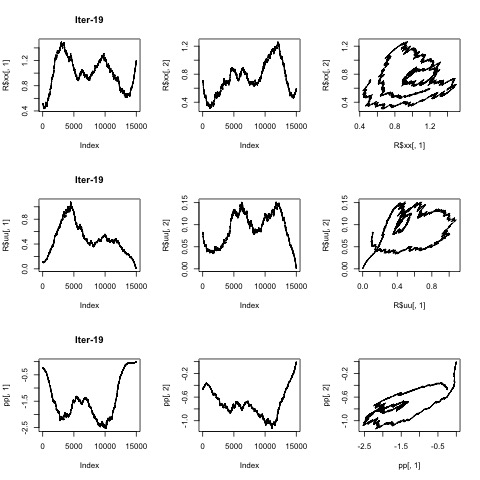 Iter-19
R$xx[, 1]
0.4 0.8 1.2
0 5000 10000 15000
Index
R$xx[, 2]
0.4 0.8 1.2
0 5000 10000 15000
Index
R$xx[, 2]
0.4 0.8 1.2
0.4 0.8 1.2
R$xx[, 1]
Iter-19
R$uu[, 1]
0.0 0.4 0.8
0 5000 10000 15000
Index
R$uu[, 2]
0.00 0.05 0.10 0.15
0 5000 10000 15000
Index
R$uu[, 2]
0.00 0.05 0.10 0.15
0.0 0.4 0.8
R$uu[, 1]
Iter-19
pp[, 1]
-2.5 -1.5 -0.5
0 5000 10000 15000
Index
pp[, 2]
-1.0 -0.6 -0.2
0 5000 10000 15000
Index
pp[, 2]
-1.0 -0.6 -0.2
-2.5 -1.5 -0.5
pp[, 1]